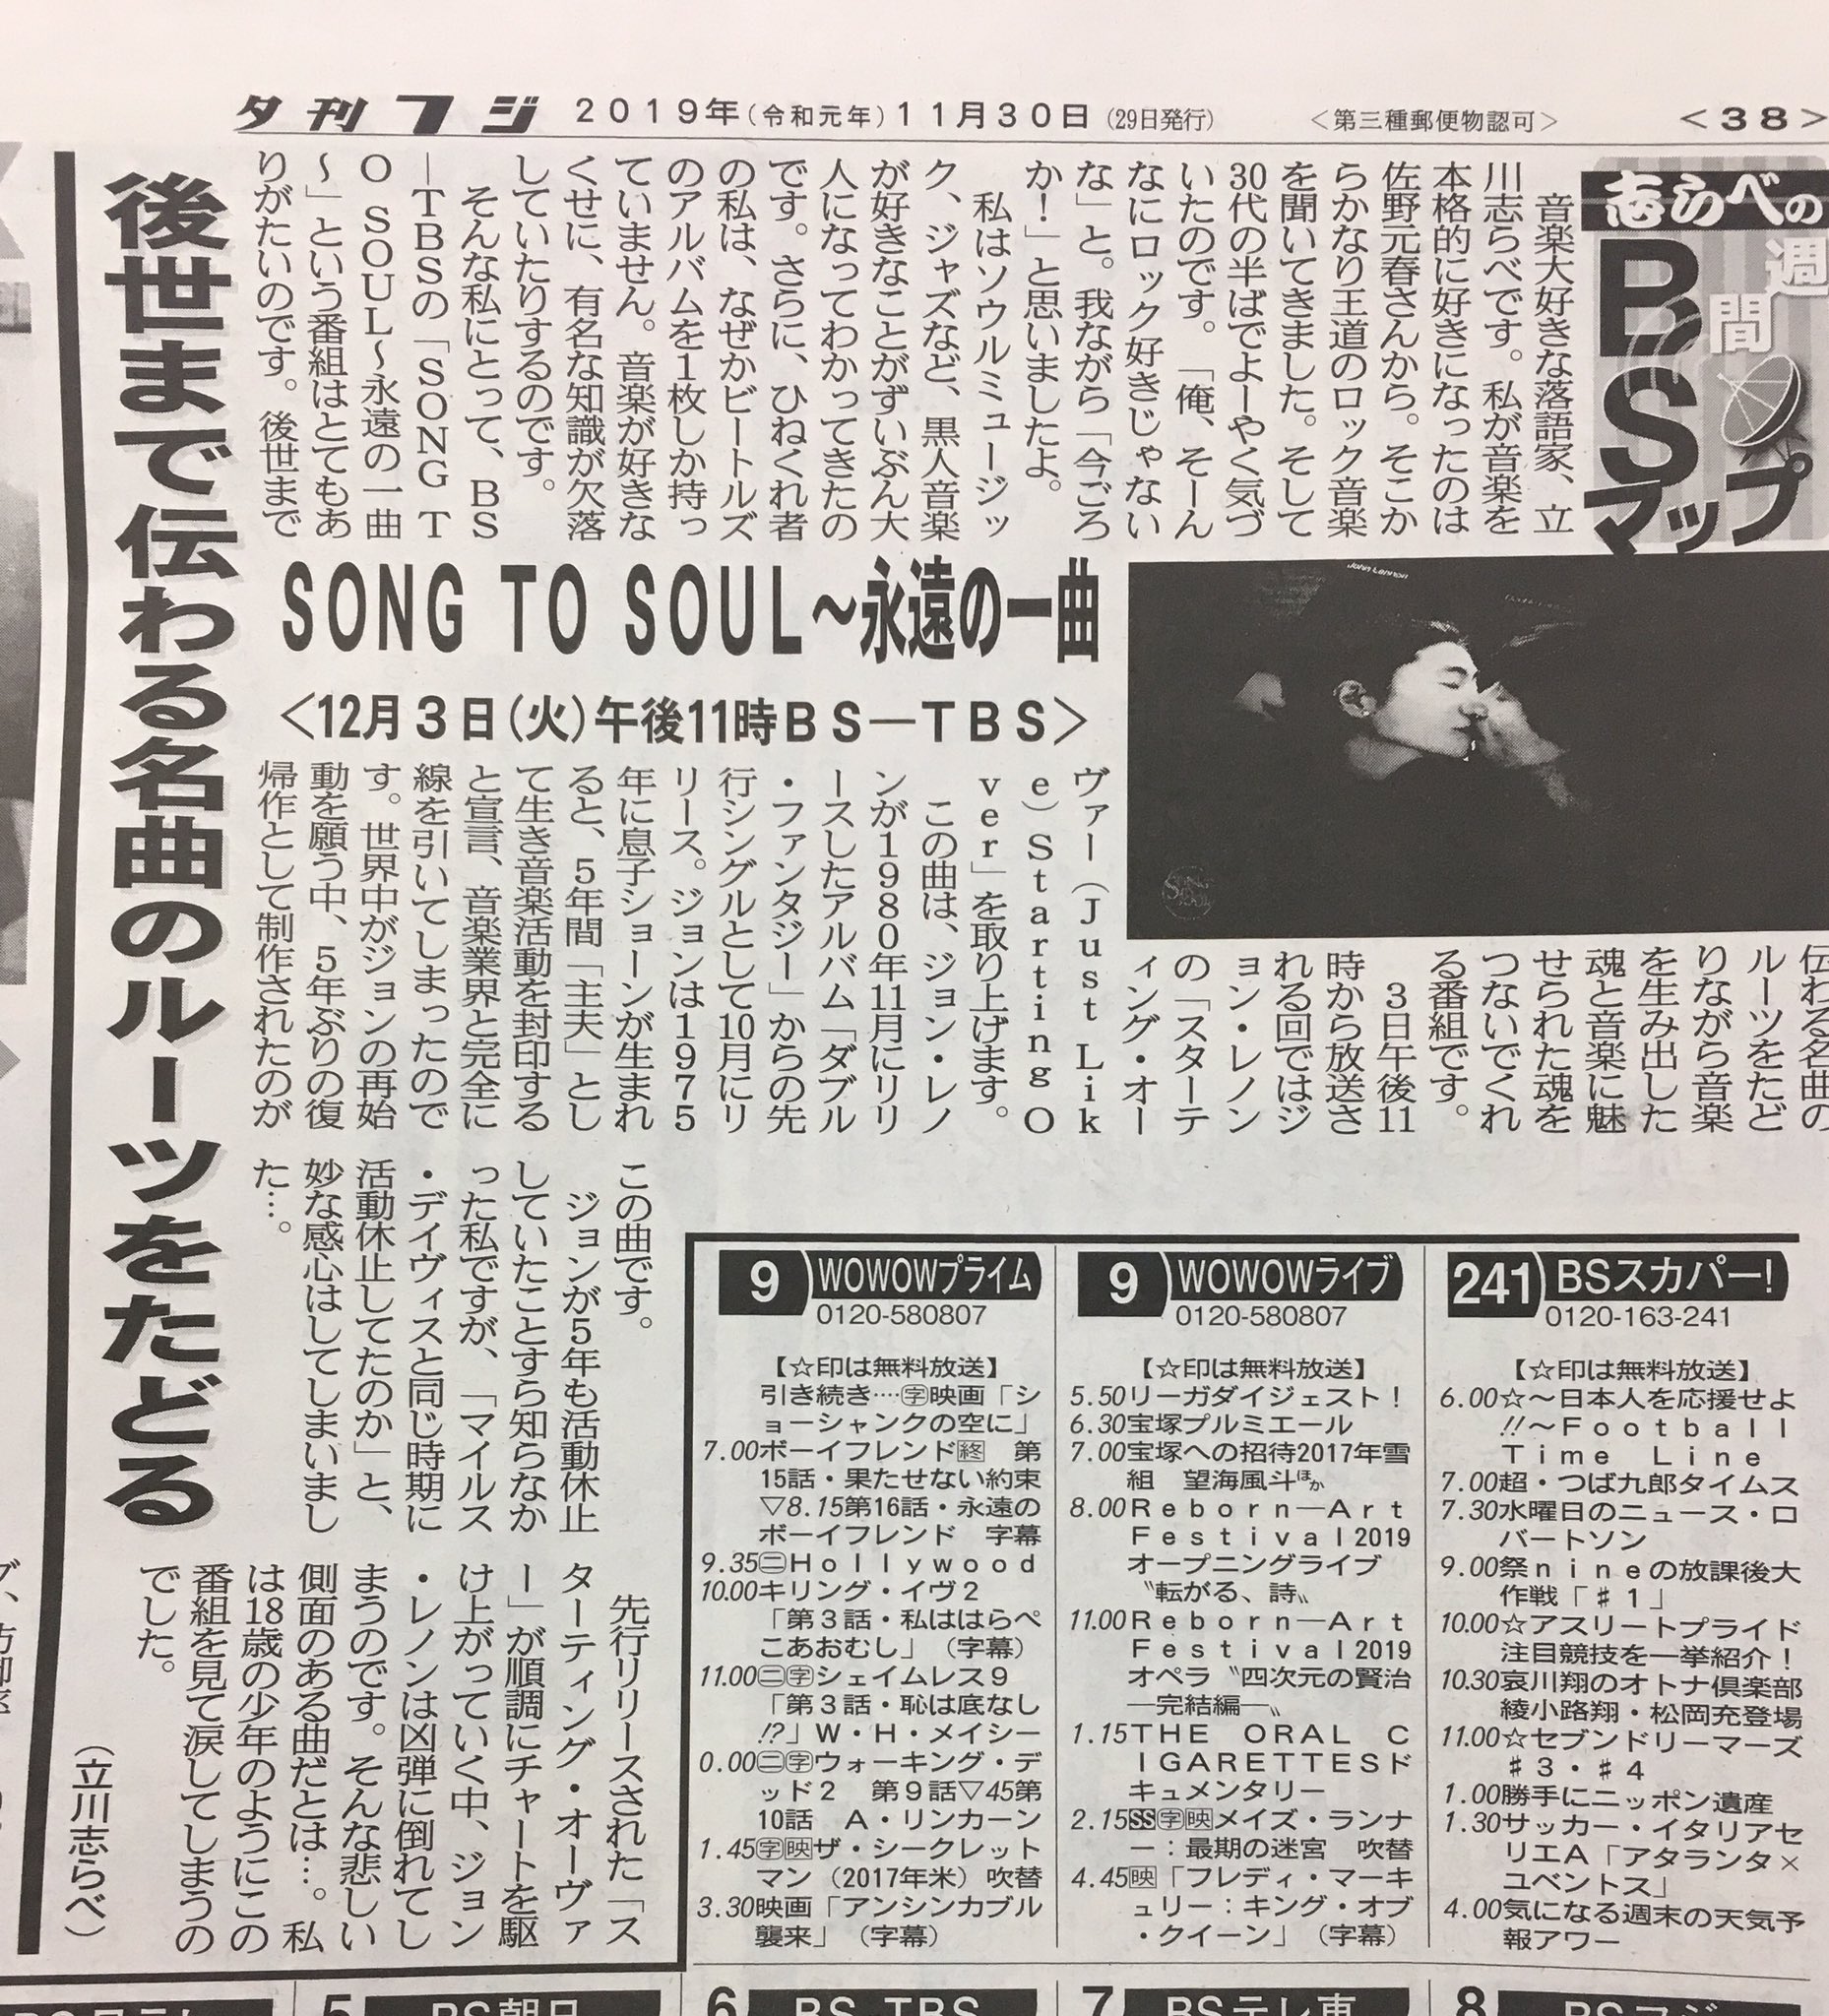 夕刊フジ 2019年(令和元年)11月30日(29日発行) <第三種郵便物認可> <38>
志らべの
週間
BS
マップ
後世まで伝わる名曲のルーツをたどる
音楽大好きな落語家、立
川志らべです。私が音楽を
本格的に好きになったのは
佐野元春さんから。そこか
らかなり王道のロック音楽
を聞いてきました。そして
30代の半ばでよーやく気づ
いたのです。「俺、そーん
なにロック好きじゃない
な」と。我ながら「今ごろ
か!」と思いましたよ。
私はソウルミュージッ
ク、ジャズなど、黒人音楽
が好きなことがずいぶん大
人になってわかってきたの
です。さらに、ひねくれ者
の私は、なぜかビートルズ
のアルバムを1枚しか持っ
ていません。音楽が好きな
くせに、有名な知識が欠落
していたりするのです。
そんな私にとって、BS
―TBSの「SONG T
O SOUL～永遠の一曲
～」という番組はとてもあ
りがたいのです。後世まで
SONG TO SOUL～永遠の一曲
<12月3日(火)午後11時BS―TBS>
John Lennon
伝わる名曲の
ルーツをたど
りながら音楽
を生み出した
魂と音楽に魅
せられた魂を
つないでくれ
る番組です。
3日午後11
時から放送さ
れる回ではジ
ョン・レノン
の「スターテ
ィング・オー
ヴァー(Just Lik
e)Starting O
ver」を取り上げます。
この曲は、ジョン・レノ
ンが1980年11月にリリ
ースしたアルバム「ダブル
・ファンタジー」からの先
行シングルとして10月にリ
リース。ジョンは1975
年に息子ショーンが生まれ
ると、5年間「主夫」とし
て生き音楽活動を封印する
と宣言、音楽業界と完全に
線を引いてしまったので
す。世界中がジョンの再始
動を願う中、5年ぶりの復
帰作として制作されたのが
この曲です。
ジョンが5年も活動休止
していたことすら知らなか
った私ですが、「マイルス
・デイヴィスと同じ時期に
活動休止してたのか」と、
妙な感心はしてしまいまし
た…。
先行リリースされた「ス
ターティング・オーヴァ
ー」が順調にチャートを駆
け上がっていく中、ジョン
・レノンは凶弾に倒れてし
まうのです。そんな悲しい
側面のある曲だとは…。私
は18歳の少年のようにこの
番組を見て涙してしまうの
でした。
(立川志らべ)
9 WOWOWプライム
0120-580807
【☆印は無料放送】
引き続き…字映画「シ
ョーシャンクの空に」
7.00ボーイフレンド終 第
15話・果たせない約束
▽8.15第16話・永遠の
ボーイフレンド 字幕
9.35㊁Hollywood
10.00キリング・イヴ2
「第3話・私ははらぺ
こあおむし」(字幕)
11.00㊁字シェイムレス9
「第3話・恥は底なし
!?」W・H・メイシー
0.00㊁字ウォーキング・デ
ッド2 第9話▽45第
10話 A・リンカーン
1.45字映ザ・シークレット
マン(2017年米)吹替
3.30映画「アンシンカブル
襲来」(字幕)
9 WOWOWライブ
0120-580807
【☆印は無料放送】
5.50リーガダイジェスト!
6.30宝塚プルミエール
7.00宝塚への招待2017年雪
組 望海風斗ほか
8.00Reborn―Art
Festival2019
オープニングライブ
〝転がる、詩〟
11.00Reborn―Art
Festival2019
オペラ〝四次元の賢治
―完結編―〟
1.15THE ORAL C
IGARETTESド
キュメンタリー
2.15SS字映メイズ・ランナ
ー:最期の迷宮 吹替
4.45映「フレディ・マーキ
ュリー:キング・オブ
・クイーン」(字幕)
241 BSスカパー!
0120-163-241
【☆印は無料放送】
6.00☆～日本人を応援せよ
!!～Football
Time Line
7.00超・つば九郎タイムス
7.30水曜日のニュース・ロ
バートソン
9.00祭nineの放課後大
作戦「♯1」
10.00☆アスリートプライド
注目競技を一挙紹介!
10.30哀川翔のオトナ倶楽部
綾小路翔・松岡充登場
11.00☆セブンドリーマーズ
♯3・♯4
1.00勝手にニッポン遺産
1.30サッカー・イタリアセ
リエA「アタランタ×
ユベントス」
4.00気になる週末の天気予
報アワー
5 BS朝日
6 BS-TBS
7 BSテレ東
8 BSフジ